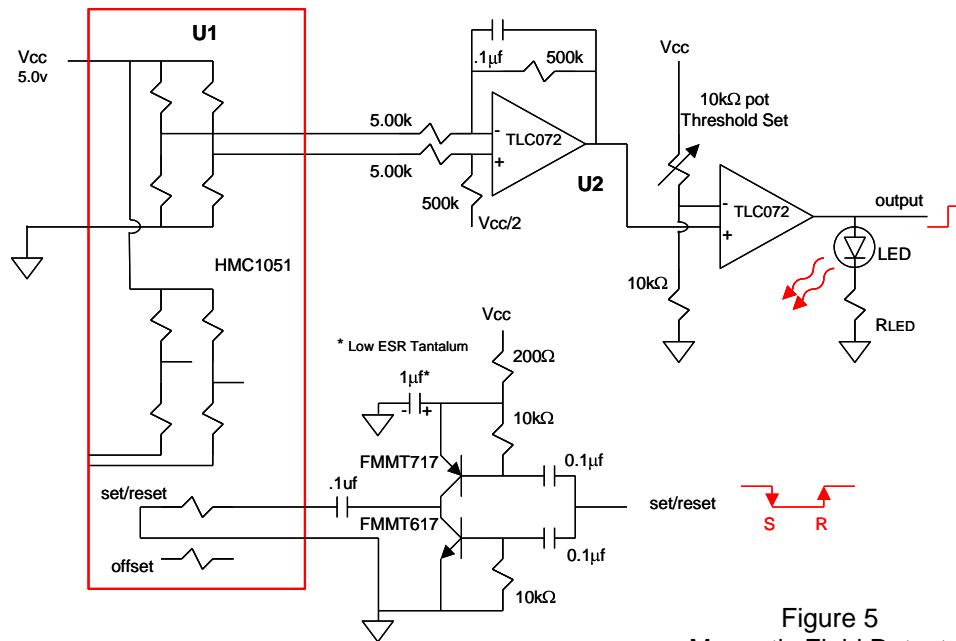 U1
Vcc
5.0v
HMC1051
set/reset
offset
5.00k
5.00k
.1µf
500k
-
+
TLC072
U2
500k
Vcc/2
Vcc
10kΩ pot
Threshold Set
-
+
TLC072
10kΩ
output
LED
RLED
Vcc
200Ω
* Low ESR Tantalum
1µf*
- +
10kΩ
FMMT717
0.1µf
.1uf
FMMT617
0.1µf
10kΩ
set/reset
S R
Figure 5